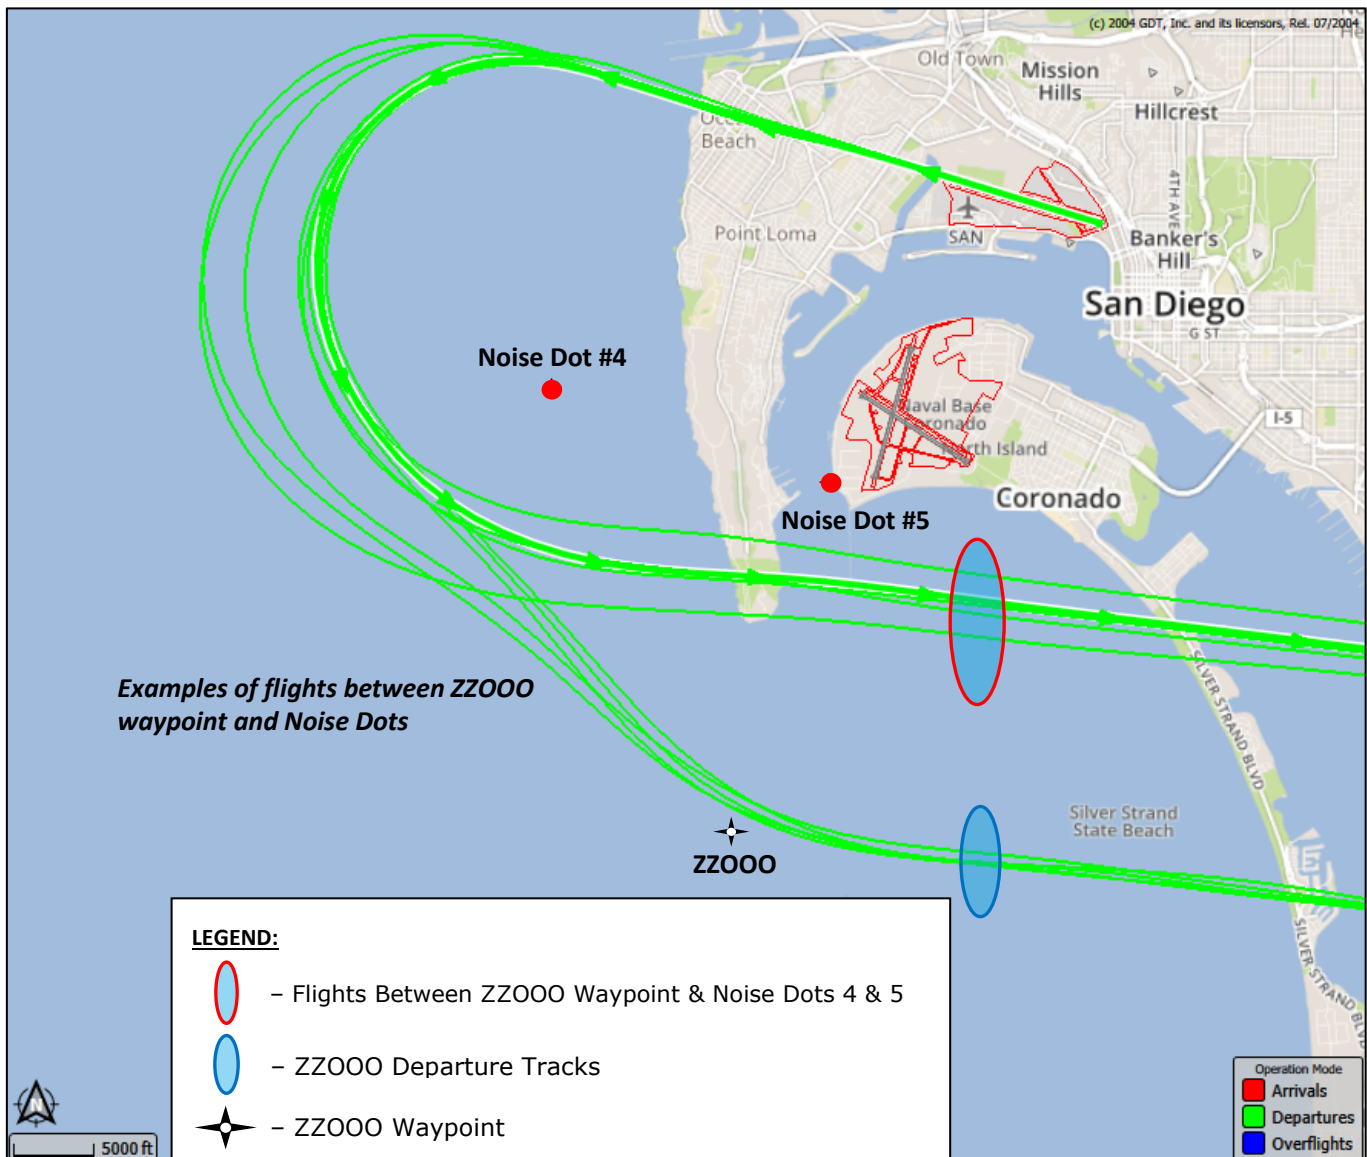 (c) 2004 GDT, Inc. and its licensors, Rel. 07/2004
Old Town
Mission
Hills
Hillcrest
Beach
4TH AVE
Point Loma
SAN
Banker's
Hill
San Diego
G ST
Noise Dot #4
Naval Base
Coronado
North Island
I-5
Coronado
Noise Dot #5
Examples of flights between ZZOOO
waypoint and Noise Dots
SILVER STRAND BLVD
Silver Strand
State Beach
ZZOOO
SILVER STRAND BLVD
LEGEND:
– Flights Between ZZOOO Waypoint & Noise Dots 4 & 5
– ZZOOO Departure Tracks
– ZZOOO Waypoint
N
5000 ft
Operation Mode
Arrivals
Departures
Overflights